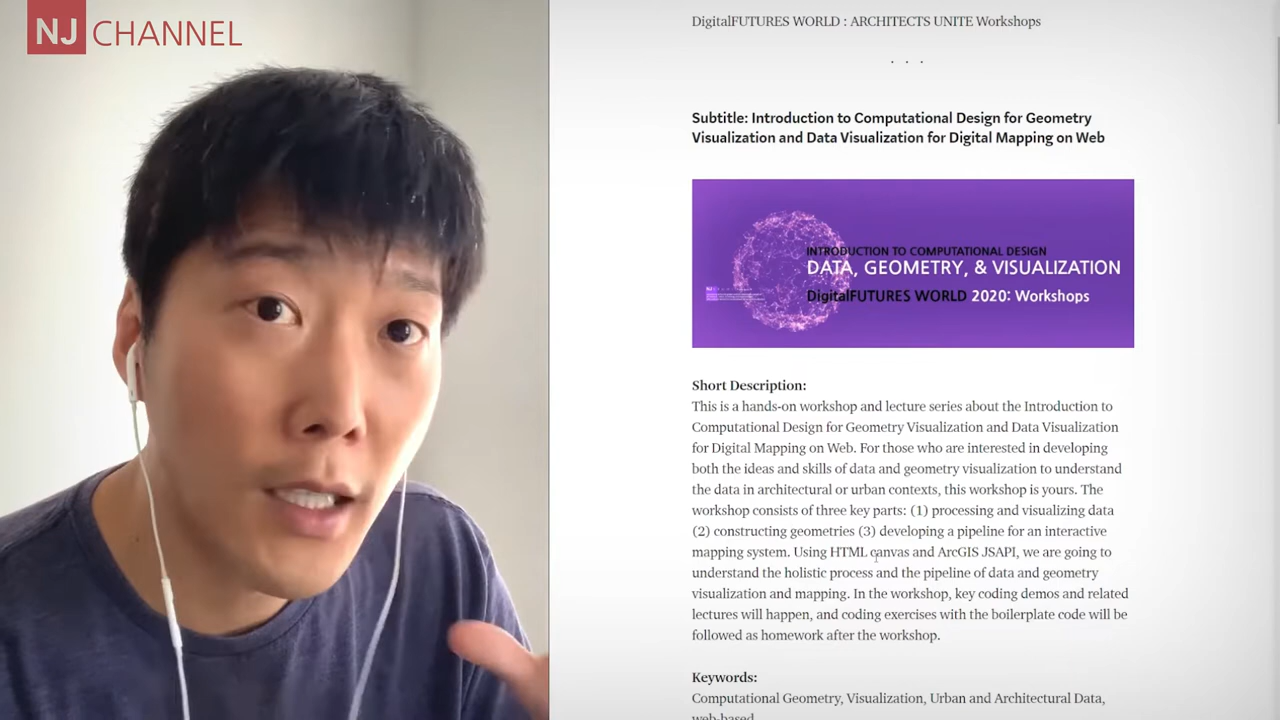 NJ CHANNEL
DigitalFUTURES WORLD : ARCHITECTS UNITE Workshops
. . .
Subtitle: Introduction to Computational Design for Geometry
Visualization and Data Visualization for Digital Mapping on Web
INTRODUCTION TO COMPUTATIONAL DESIGN
DATA, GEOMETRY, & VISUALIZATION
NJ
DigitalFUTURES WORLD 2020: Workshops
Short Description:
This is a hands-on workshop and lecture series about the Introduction to
Computational Design for Geometry Visualization and Data Visualization
for Digital Mapping on Web. For those who are interested in developing
both the ideas and skills of data and geometry visualization to understand
the data in architectural or urban contexts, this workshop is yours. The
workshop consists of three key parts: (1) processing and visualizing data
(2) constructing geometries (3) developing a pipeline for an interactive
mapping system. Using HTML canvas and ArcGIS JSAPI, we are going to
understand the holistic process and the pipeline of data and geometry
visualization and mapping. In the workshop, key coding demos and related
lectures will happen, and coding exercises with the boilerplate code will be
followed as homework after the workshop.
Keywords:
Computational Geometry, Visualization, Urban and Architectural Data,
web-based